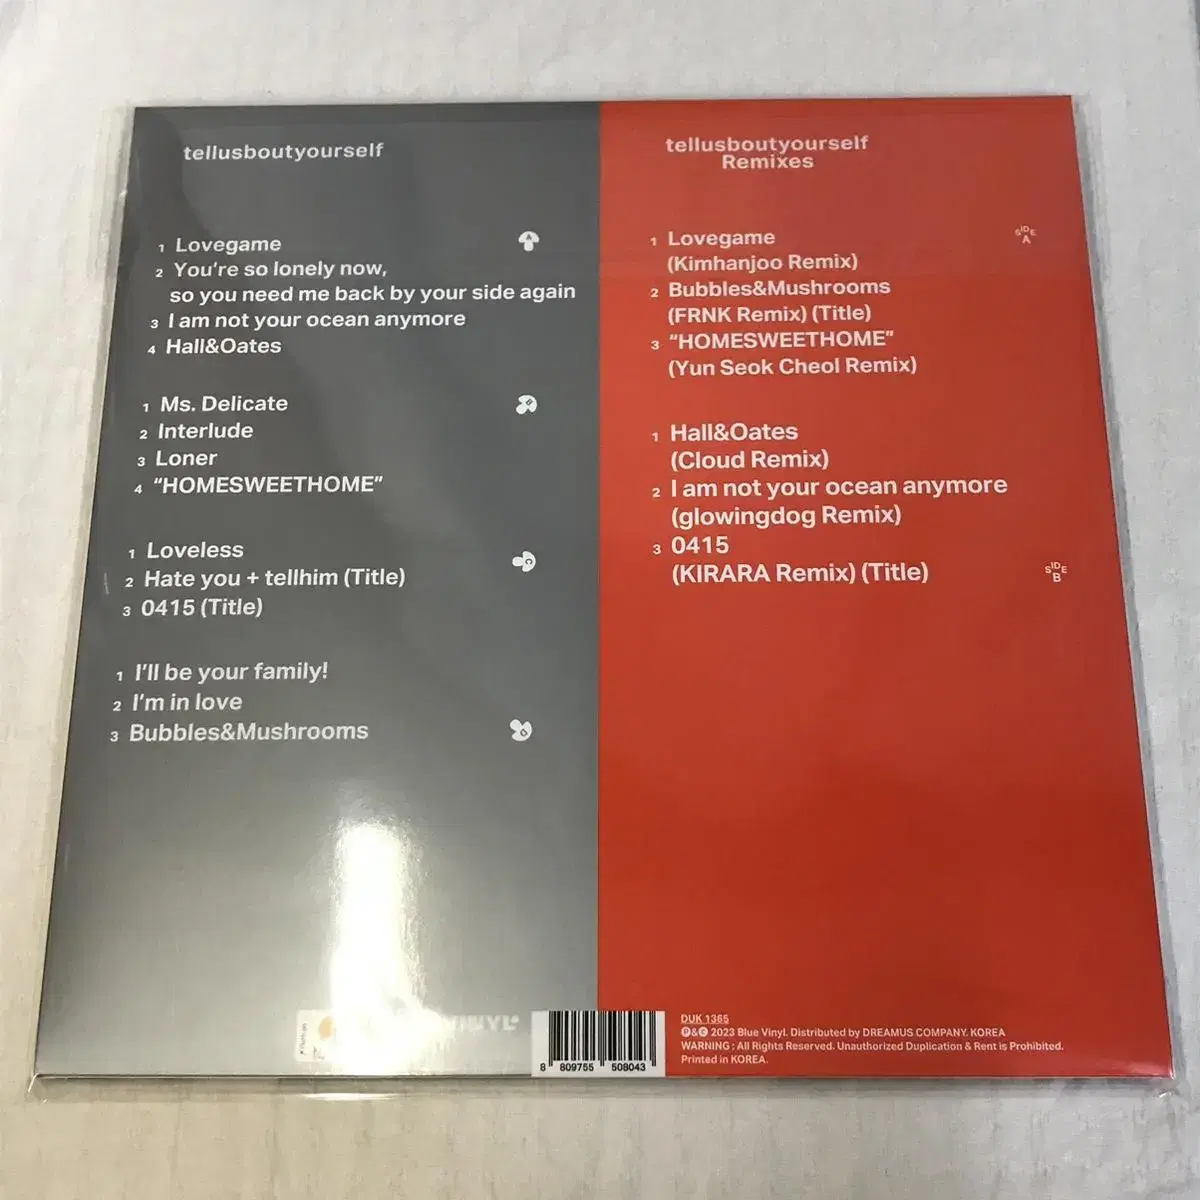 tellusboutyourself
1 Lovegame
2 You're so lonely now,
so you need me back by your side again
3 I am not your ocean anymore
4 Hall&Oates
A
1 Ms. Delicate
2 Interlude
3 Loner
4 “HOMESWEETHOME”
1 Loveless
2 Hate you + tellhim (Title)
3 0415 (Title)
C
1 I'll be your family!
2 I'm in love
3 Bubbles&Mushrooms
tellusboutyourself
Remixes
1 Lovegame
(Kimhanjoo Remix)
2 Bubbles&Mushrooms
(FRNK Remix) (Title)
3 “HOMESWEETHOME”
(Yun Seok Cheol Remix)
SIDE
A
1 Hall&Oates
(Cloud Remix)
2 I am not your ocean anymore
(glowingdog Remix)
3 0415
(KIRARA Remix) (Title)
SIDE
B
8 809755 508043
DUK 1365
℗&© 2023 Blue Vinyl. Distributed by DREAMUS COMPANY. KOREA
WARNING : All Rights Reserved. Unauthorized Duplication & Rent is Prohibited.
Printed in KOREA.